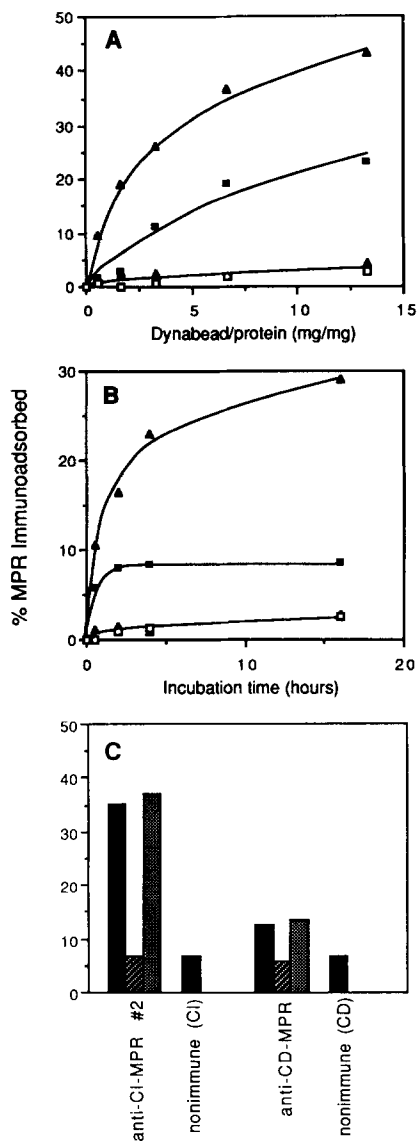 A
50
40
30
20
10
0
0
5
10
15
Dynabead/protein (mg/mg)
B
30
20
10
0
0
10
20
Incubation time (hours)
% MPR Immunoadsorbed
C
50
40
30
20
10
0
anti-CI-MPR #2
nonimmune (CI)
anti-CD-MPR
nonimmune (CD)